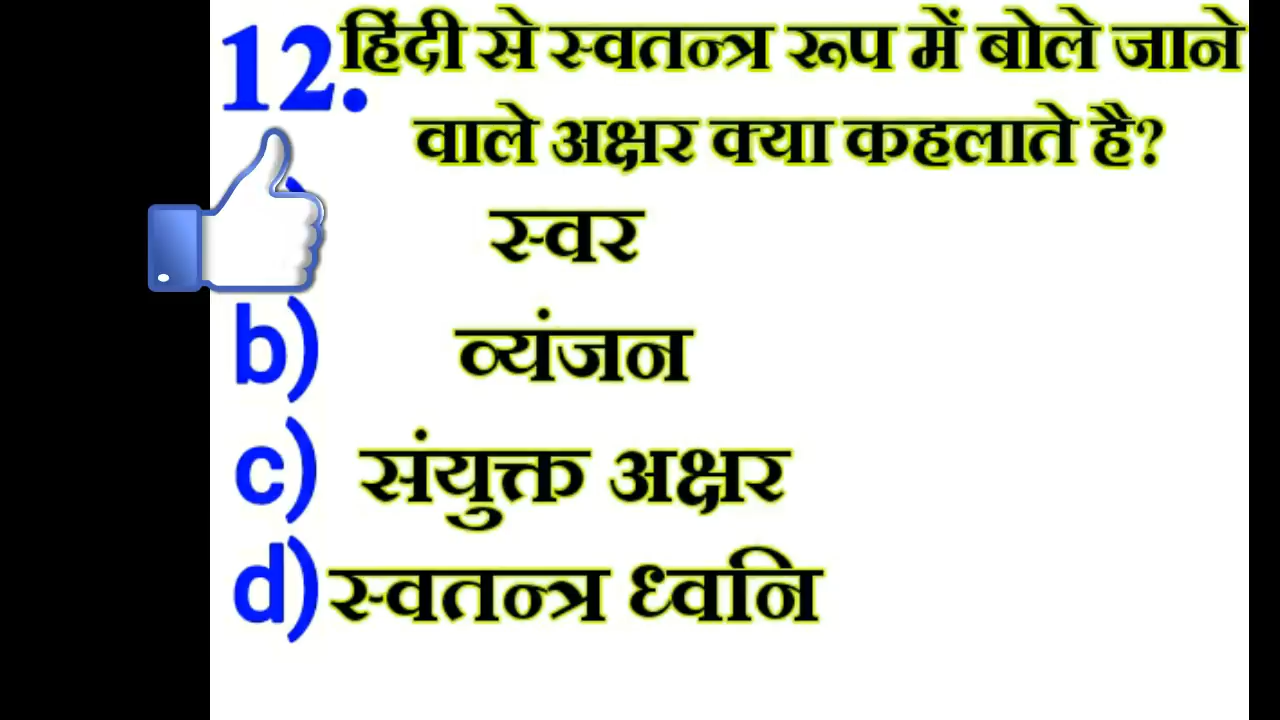 12. हिंदी से स्वतन्त्र रूप में बोले जाने
वाले अक्षर क्या कहलाते है?
स्वर
b) व्यंजन
c) संयुक्त अक्षर
d) स्वतन्त्र ध्वनि